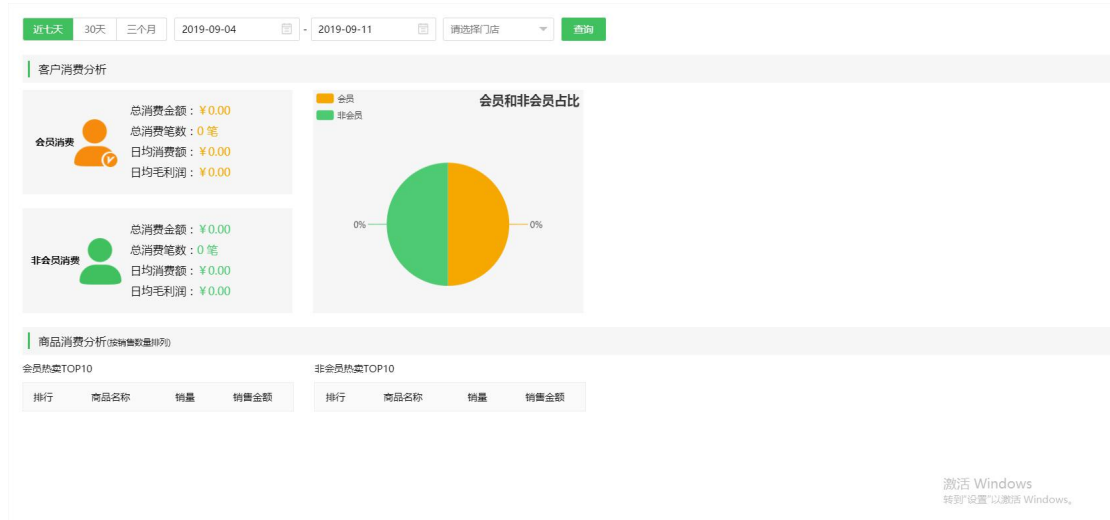 近七天 30天 三个月 2019-09-04 - 2019-09-11 请选择门店 查询
客户消费分析
会员消费
总消费金额：￥0.00
总消费笔数：0 笔
日均消费额：￥0.00
日均毛利润：￥0.00
会员
非会员
会员和非会员占比
0%
0%
非会员消费
总消费金额：￥0.00
总消费笔数：0 笔
日均消费额：￥0.00
日均毛利润：￥0.00
商品消费分析(按销售数量排列)
会员热卖TOP10
排行 商品名称 销量 销售金额
非会员热卖TOP10
排行 商品名称 销量 销售金额
激活 Windows
转到"设置"以激活 Windows。